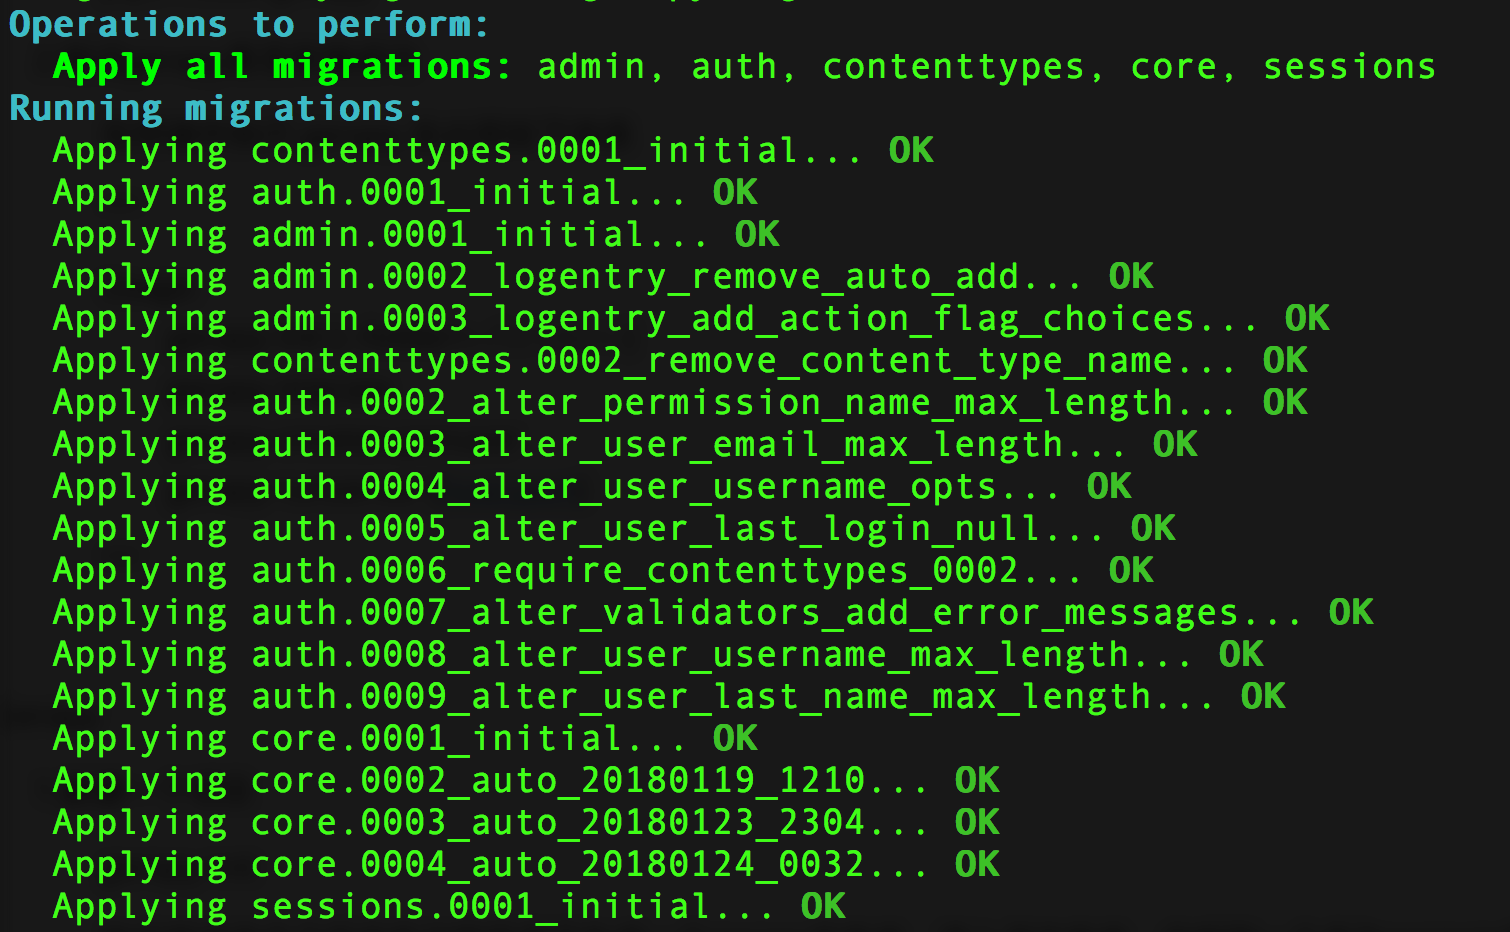 Operations to perform:
  Apply all migrations: admin, auth, contenttypes, core, sessions
Running migrations:
  Applying contenttypes.0001_initial... OK
  Applying auth.0001_initial... OK
  Applying admin.0001_initial... OK
  Applying admin.0002_logentry_remove_auto_add... OK
  Applying admin.0003_logentry_add_action_flag_choices... OK
  Applying contenttypes.0002_remove_content_type_name... OK
  Applying auth.0002_alter_permission_name_max_length... OK
  Applying auth.0003_alter_user_email_max_length... OK
  Applying auth.0004_alter_user_username_opts... OK
  Applying auth.0005_alter_user_last_login_null... OK
  Applying auth.0006_require_contenttypes_0002... OK
  Applying auth.0007_alter_validators_add_error_messages... OK
  Applying auth.0008_alter_user_username_max_length... OK
  Applying auth.0009_alter_user_last_name_max_length... OK
  Applying core.0001_initial... OK
  Applying core.0002_auto_20180119_1210... OK
  Applying core.0003_auto_20180123_2304... OK
  Applying core.0004_auto_20180124_0032... OK
  Applying sessions.0001_initial... OK